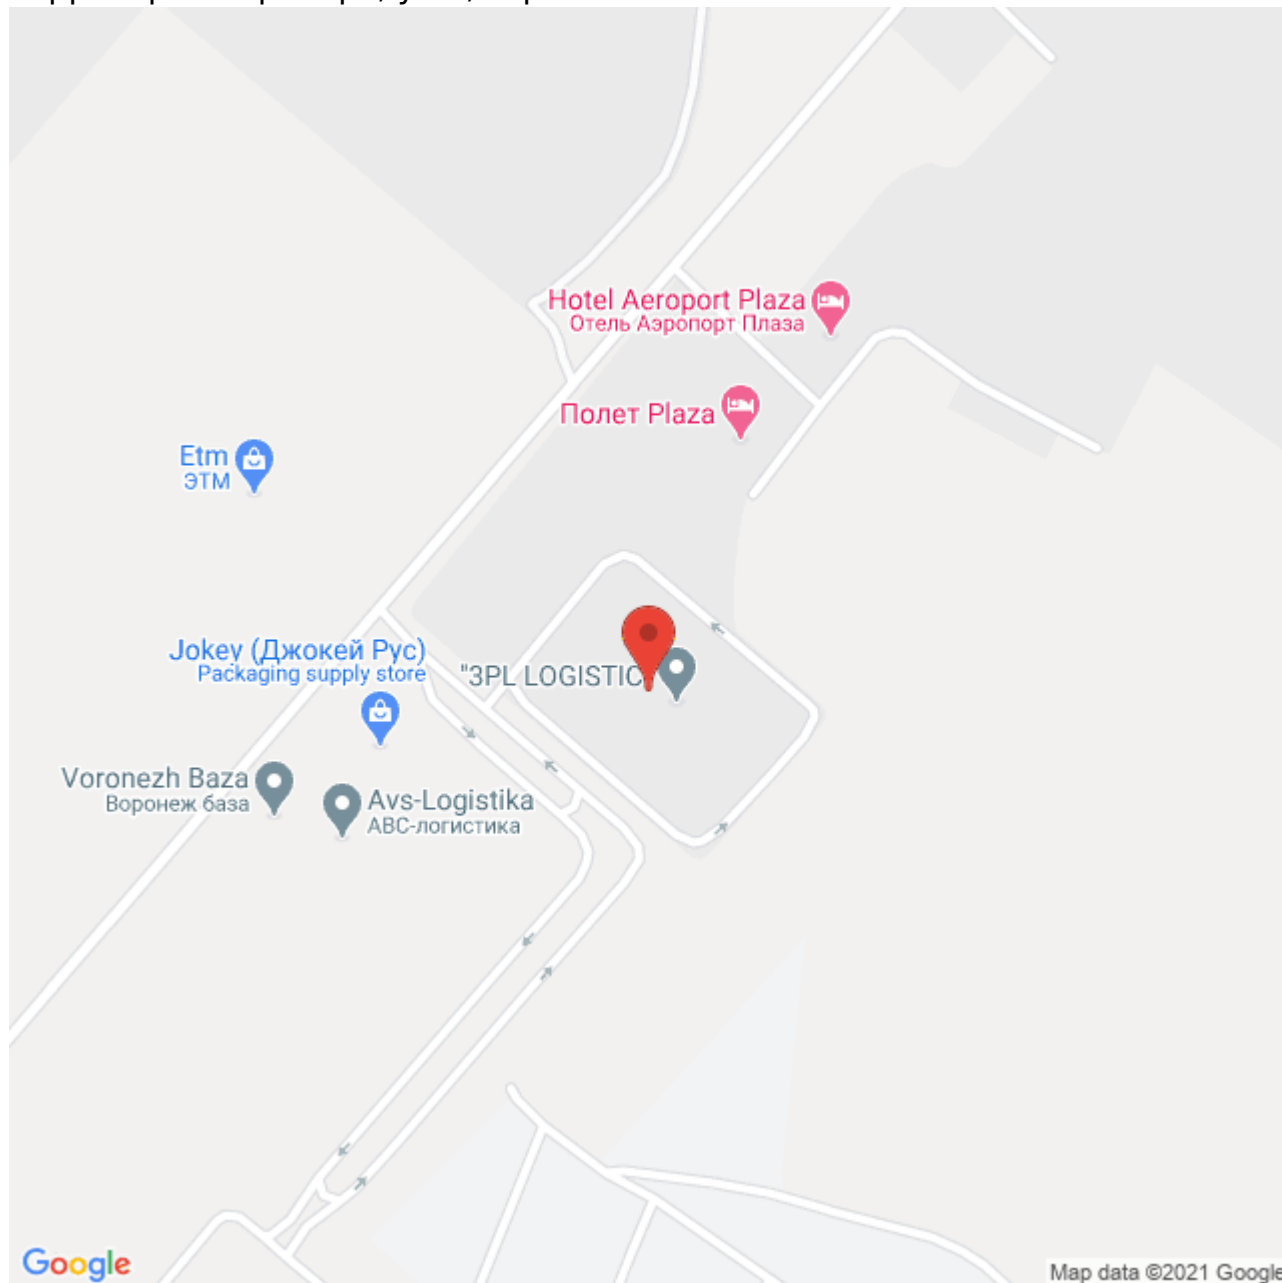 Hotel Aeroport Plaza
Отель Аэропорт Плаза
Полет Plaza
Etm
ЭТМ
Jokey (Джокей Рус)
Packaging supply store
"3PL LOGISTIC
Voronezh Baza
Воронеж база
Avs-Logistika
АВС-логистика
Google
Map data ©2021 Google